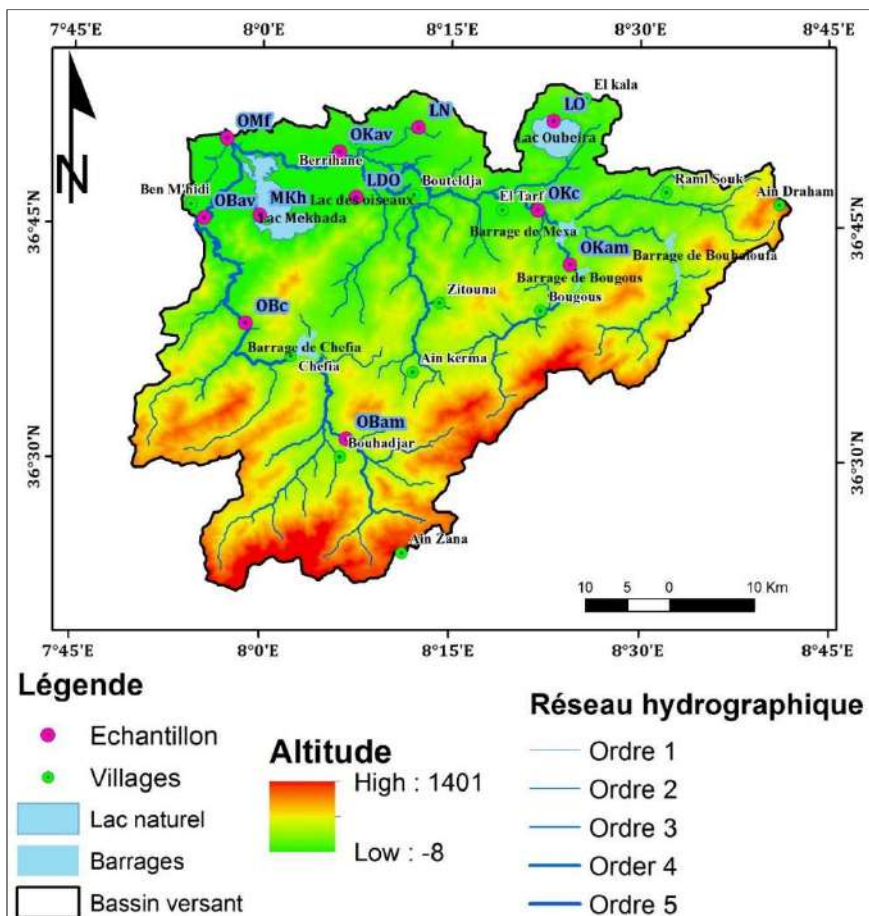 7°45'E 8°0'E 8°15'E 8°30'E 8°45'E
N
El kala
LO
Lac Oubeira
LN
OMf
OKav
Berrihane
LDO
Bouteldja
Raml Souk
Ain Draham
Ben M'hidi
OBav
MKh
Lac des oiseaux
Lac Mekhada
El Tarf
OKc
Barrage de Mexa
OKam
Barrage de Bouhaloufa
Barrage de Bougous
Bougous
Zitouna
OBc
Barrage de Chefia
Chefia
Ain kerma
OBam
Bouhadjar
Ain Zana
36°45'N
36°45'N
36°30'N
36°30'N
10 5 0 10 Km
7°45'E 8°0'E 8°15'E 8°30'E 8°45'E
Légende
Echantillon
Villages
Lac naturel
Barrages
Bassin versant
Altitude
High : 1401
Low : -8
Réseau hydrographique
Ordre 1
Ordre 2
Ordre 3
Order 4
Ordre 5